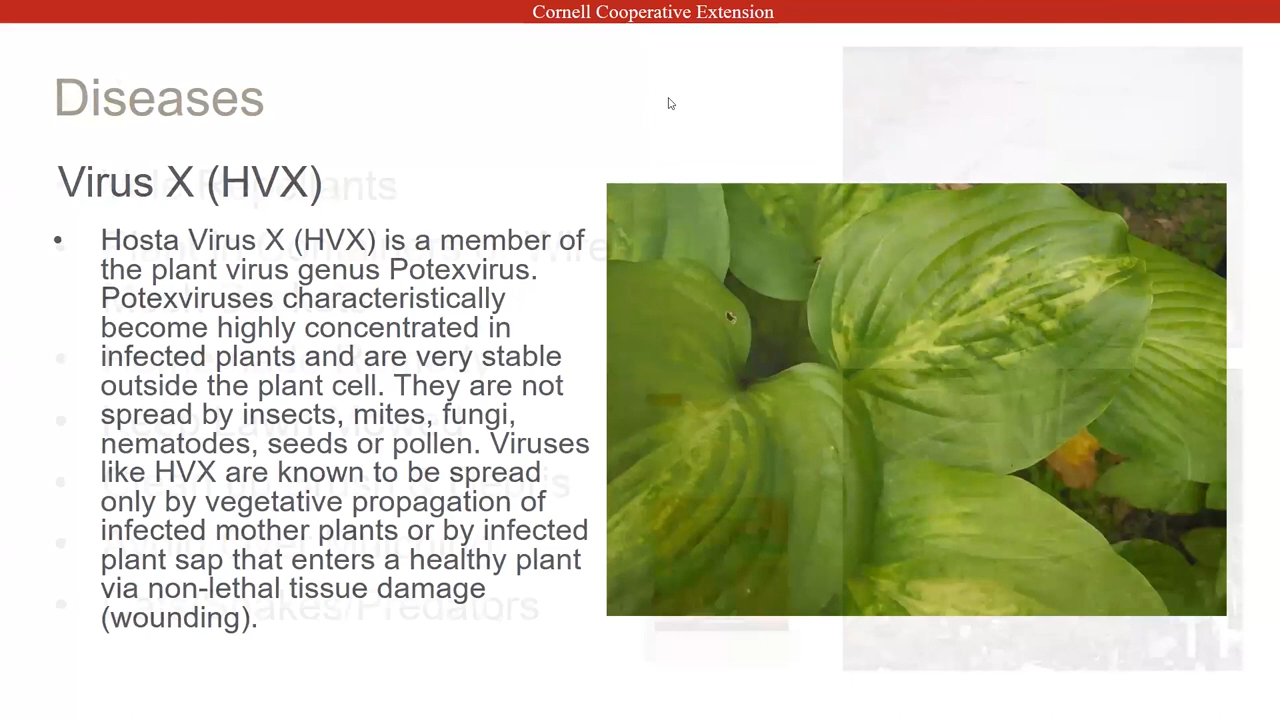 Cornell Cooperative Extension
Diseases
Virus X (HVX)
• Hosta Virus X (HVX) is a member of
the plant virus genus Potexvirus.
Potexviruses characteristically
become highly concentrated in
infected plants and are very stable
outside the plant cell. They are not
spread by insects, mites, fungi,
nematodes, seeds or pollen. Viruses
like HVX are known to be spread
only by vegetative propagation of
infected mother plants or by infected
plant sap that enters a healthy plant
via non-lethal tissue damage
(wounding).